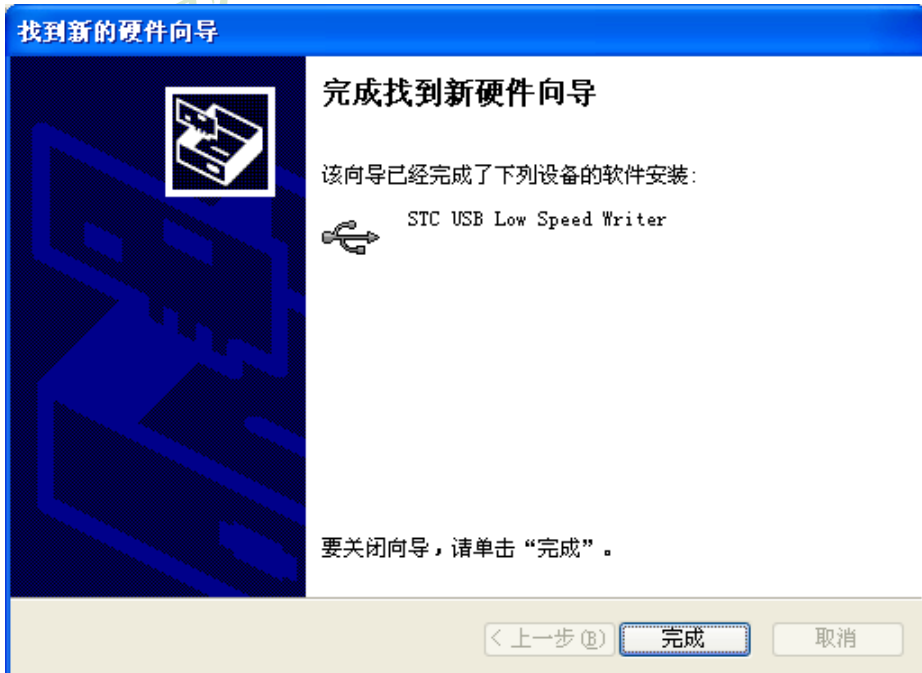 找到新的硬件向导
完成找到新硬件向导
该向导已经完成了下列设备的软件安装:
STC USB Low Speed Writer
要关闭向导，请单击“完成”。
< 上一步(B)
完成
取消